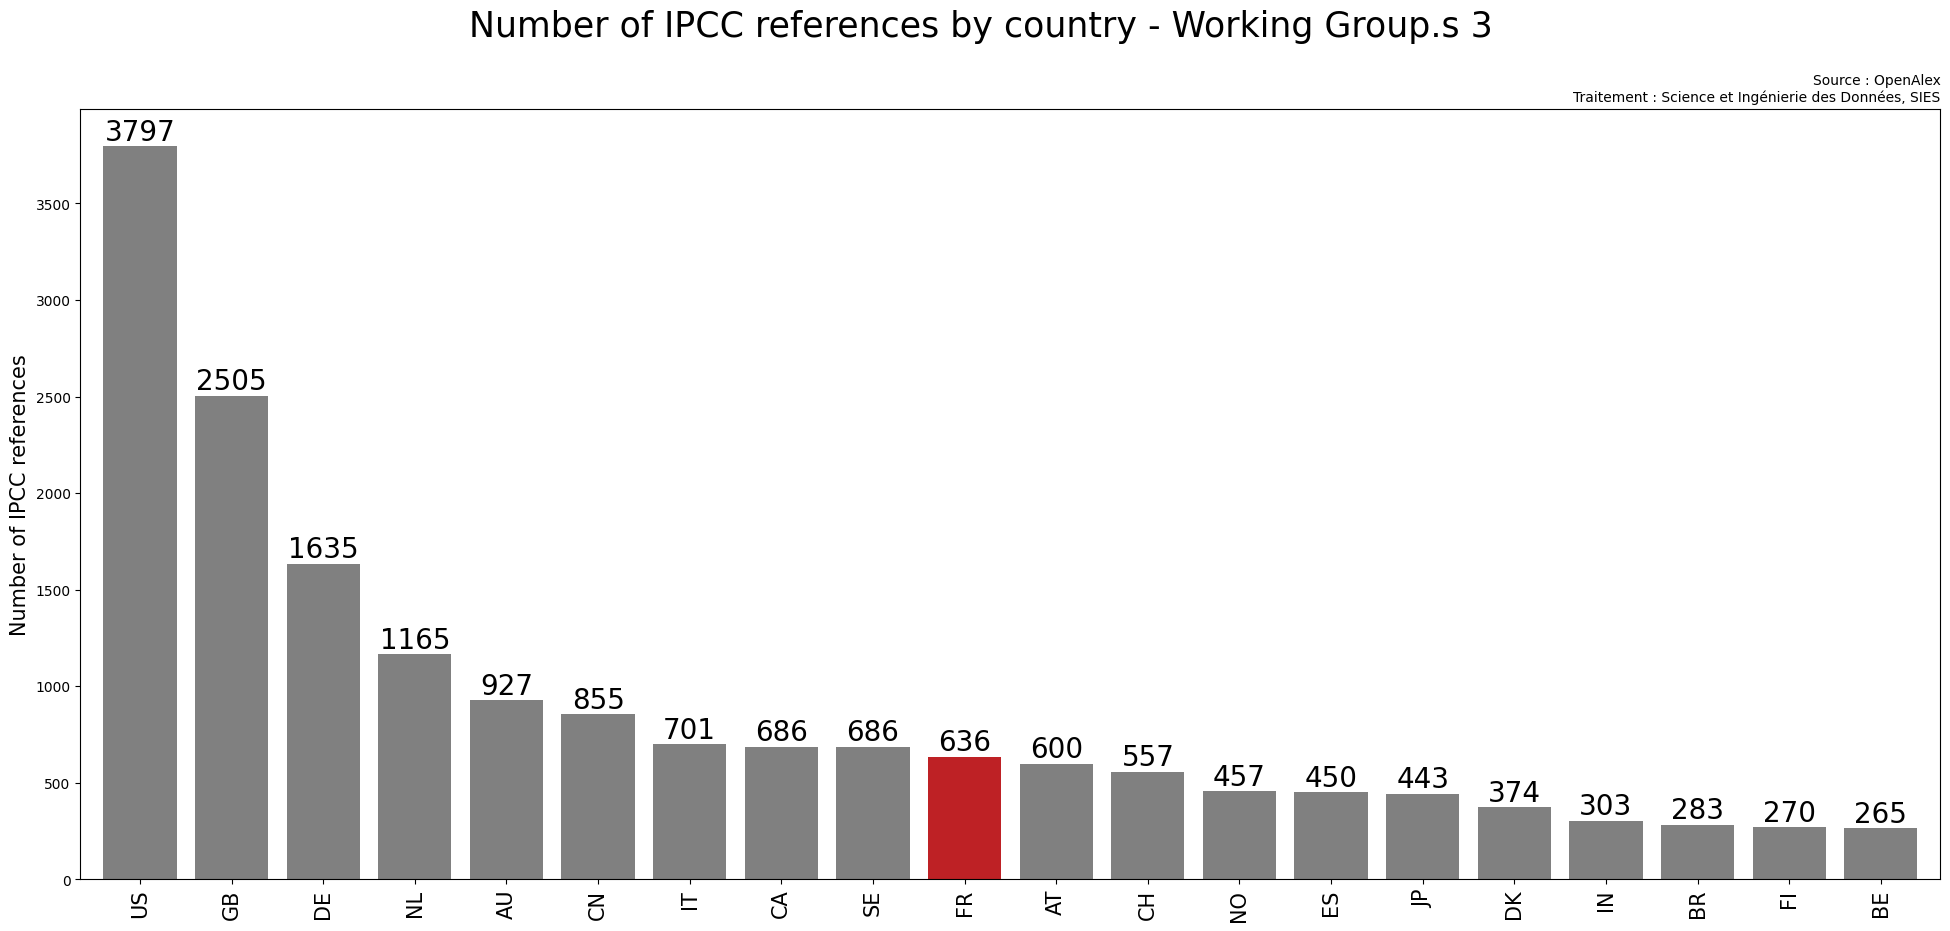 Number of IPCC references by country - Working Group.s 3
Source : OpenAlex
Traitement : Science et Ingénierie des Données, SIES
Number of IPCC references
3500
3000
2500
2000
1500
1000
500
0
3797
2505
1635
1165
927
855
701
686
686
636
600
557
457
450
443
374
303
283
270
265
US
GB
DE
NL
AU
CN
IT
CA
SE
FR
AT
CH
NO
ES
JP
DK
IN
BR
FI
BE